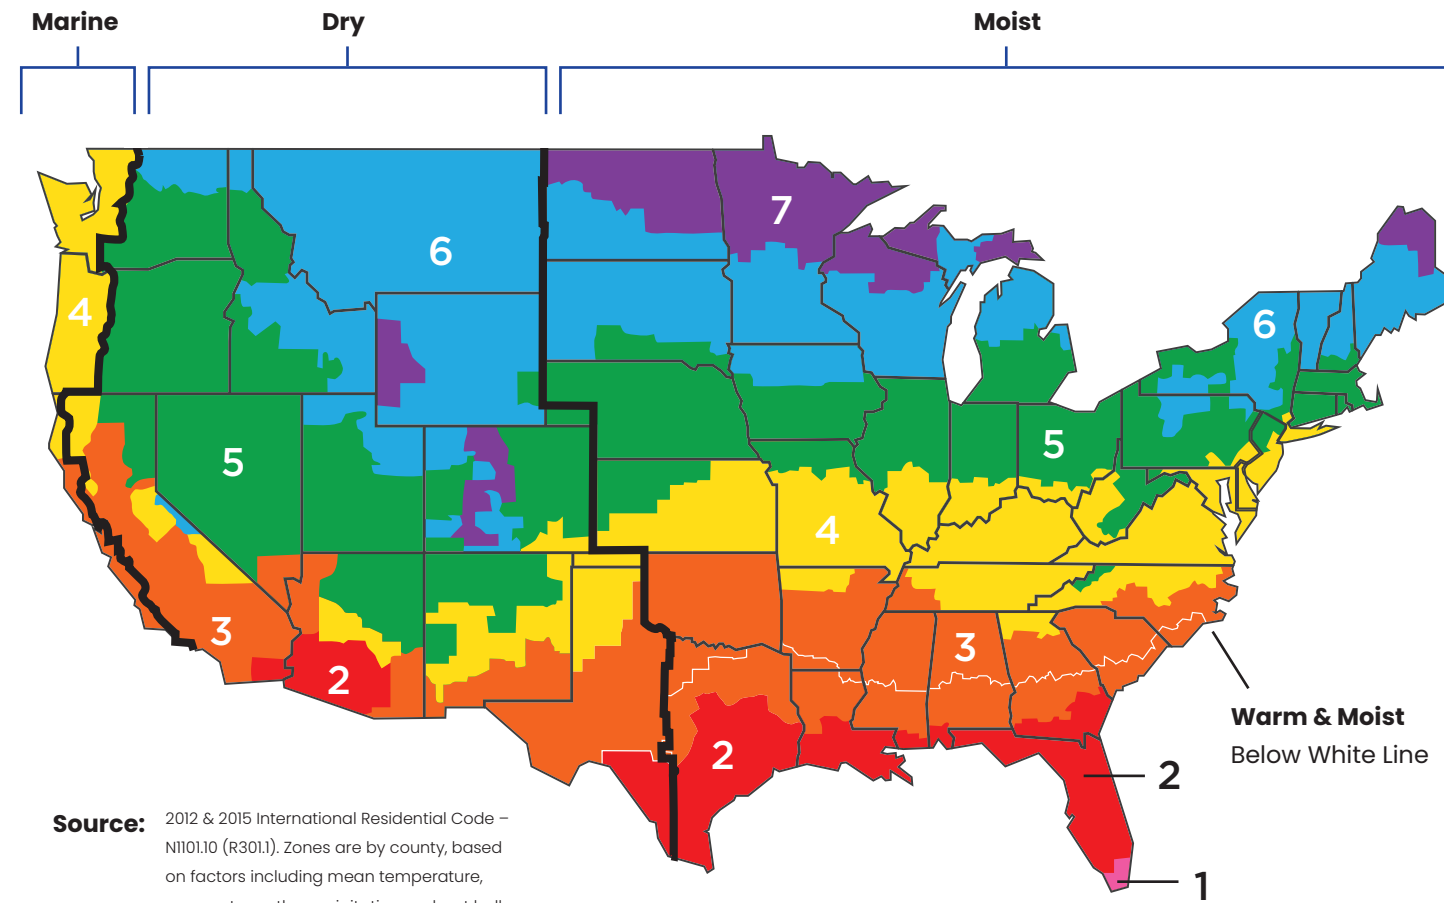 Marine
Dry
Moist
7
6
4
6
5
5
4
3
3
2
2
Warm & Moist
Below White Line
2
1
Source:
2012 & 2015 International Residential Code –
N1101.10 (R301.1). Zones are by county, based
on factors including mean temperature,